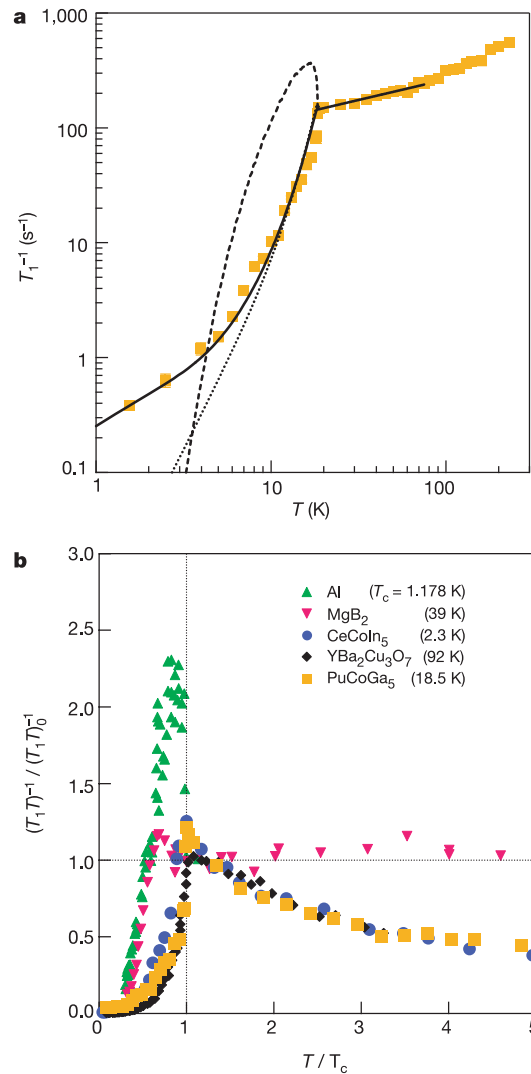 a
1,000
100
10
1
0.1
T₁⁻¹ (s⁻¹)
1 10 100
T (K)
b
3.0
2.5
2.0
1.5
1.0
0.5
0.0
(T₁T)⁻¹ / (T₁T)₀⁻¹
Al (Tc = 1.178 K)
MgB₂ (39 K)
CeCoIn₅ (2.3 K)
YBa₂Cu₃O₇ (92 K)
PuCoGa₅ (18.5 K)
0 1 2 3 4 5
T / Tc